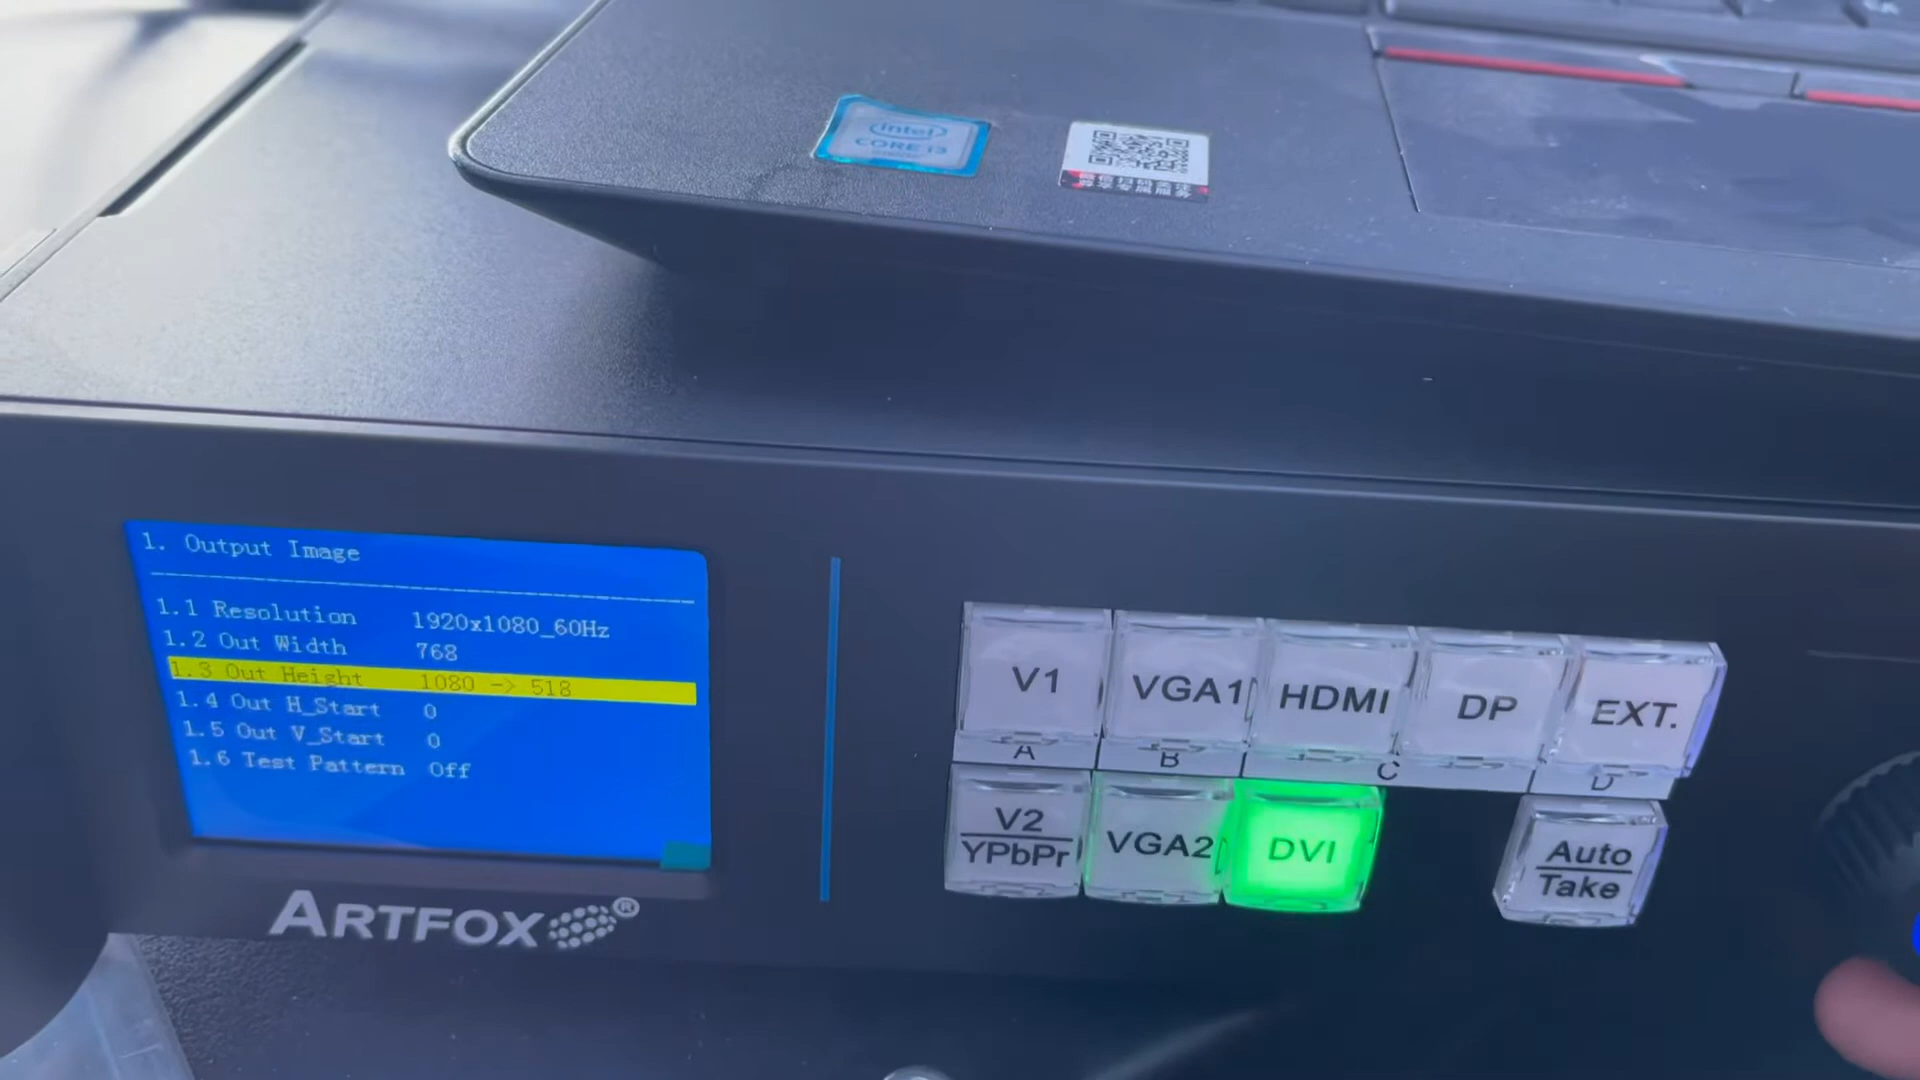 intel
CORE i3
1. Output Image
1.1 Resolution 1920x1080_60Hz
1.2 Out Width 768
1.3 Out Height 1080 -> 518
1.4 Out H_Start 0
1.5 Out V_Start 0
1.6 Test Pattern Off
ARTFOX®
V1
VGA1
HDMI
DP
EXT.
A
B
C
D
V2
YPbPr
VGA2
DVI
Auto
Take